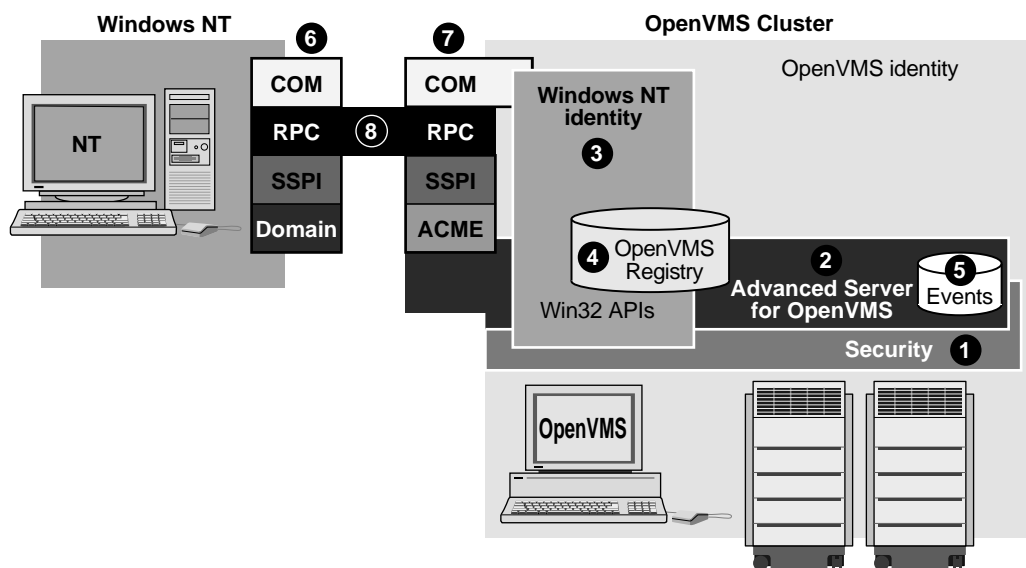 Windows NT
OpenVMS Cluster
6
7
COM
COM
OpenVMS identity
Windows NT
identity
3
NT
RPC
8
RPC
SSPI
SSPI
Domain
ACME
4
OpenVMS
Registry
2
Advanced Server
for OpenVMS
5
Events
Win32 APIs
Security
1
OpenVMS